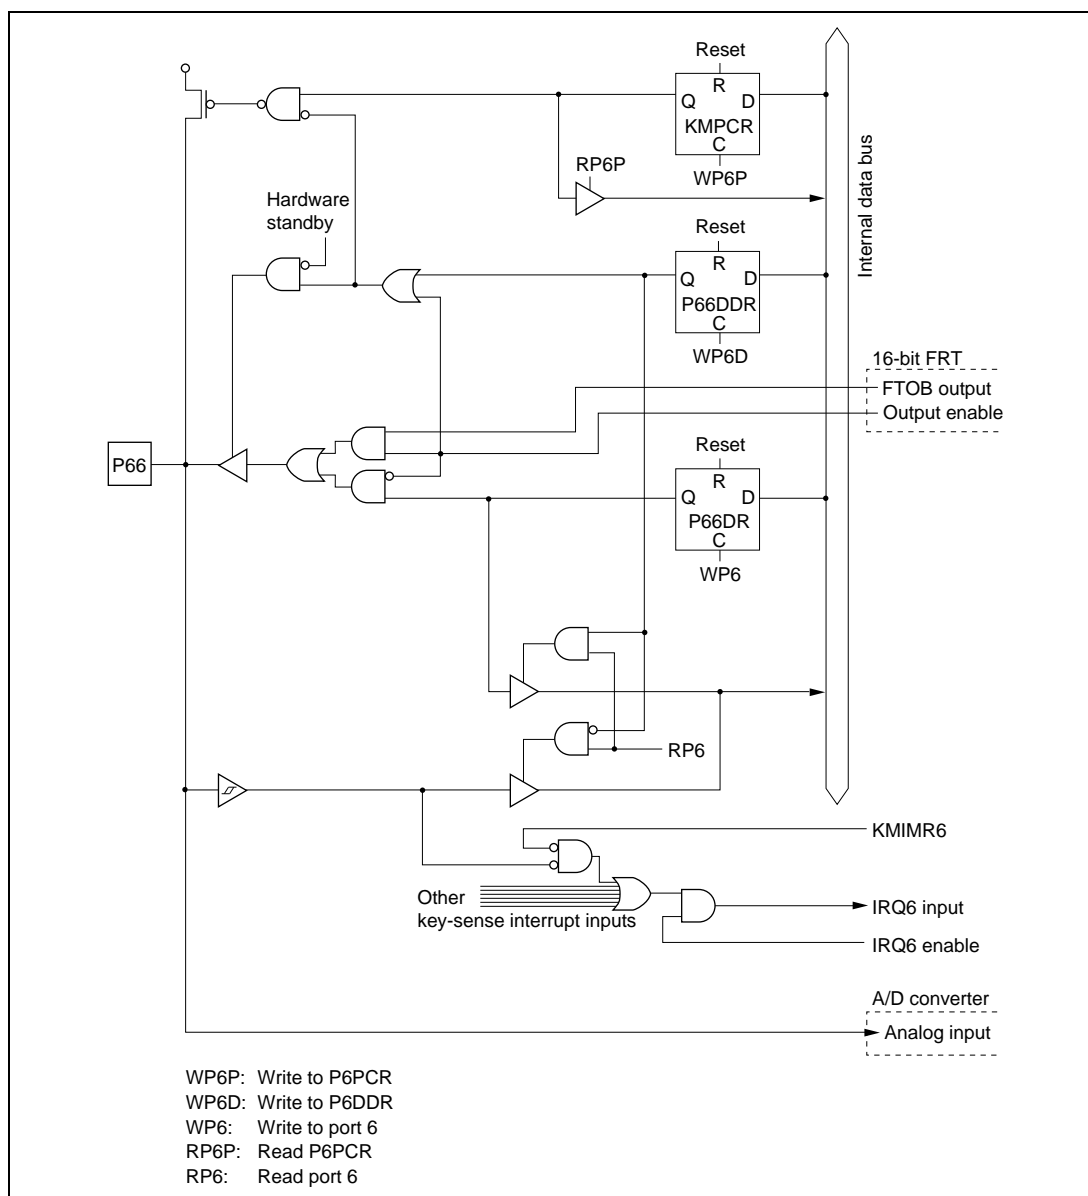 Reset
R
Q D
KMPCR
C
WP6P
RP6P
Hardware
standby
Reset
R
Q D
P66DDR
C
WP6D
Internal data bus
16-bit FRT
FTOB output
Output enable
P66
Reset
R
Q D
P66DR
C
WP6
RP6
KMIMR6
Other
key-sense interrupt inputs
IRQ6 input
IRQ6 enable
A/D converter
Analog input
WP6P: Write to P6PCR
WP6D: Write to P6DDR
WP6: Write to port 6
RP6P: Read P6PCR
RP6: Read port 6